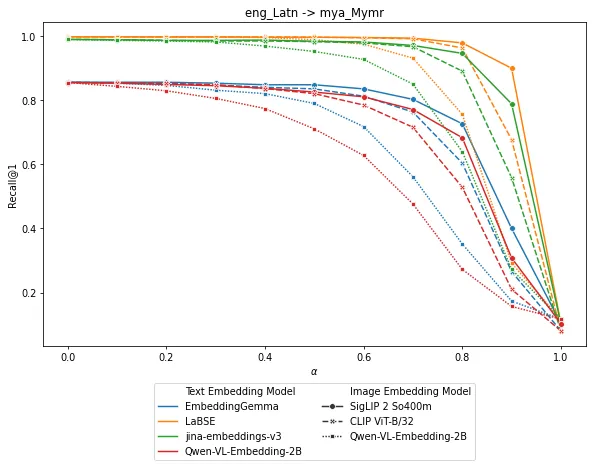 eng_Latn -> mya_Mymr
Recall@1
1.0
0.8
0.6
0.4
0.2
0.0 0.2 0.4 0.6 0.8 1.0
α
Text Embedding Model
EmbeddingGemma
LaBSE
jina-embeddings-v3
Qwen-VL-Embedding-2B
Image Embedding Model
SigLIP 2 So400m
CLIP ViT-B/32
Qwen-VL-Embedding-2B